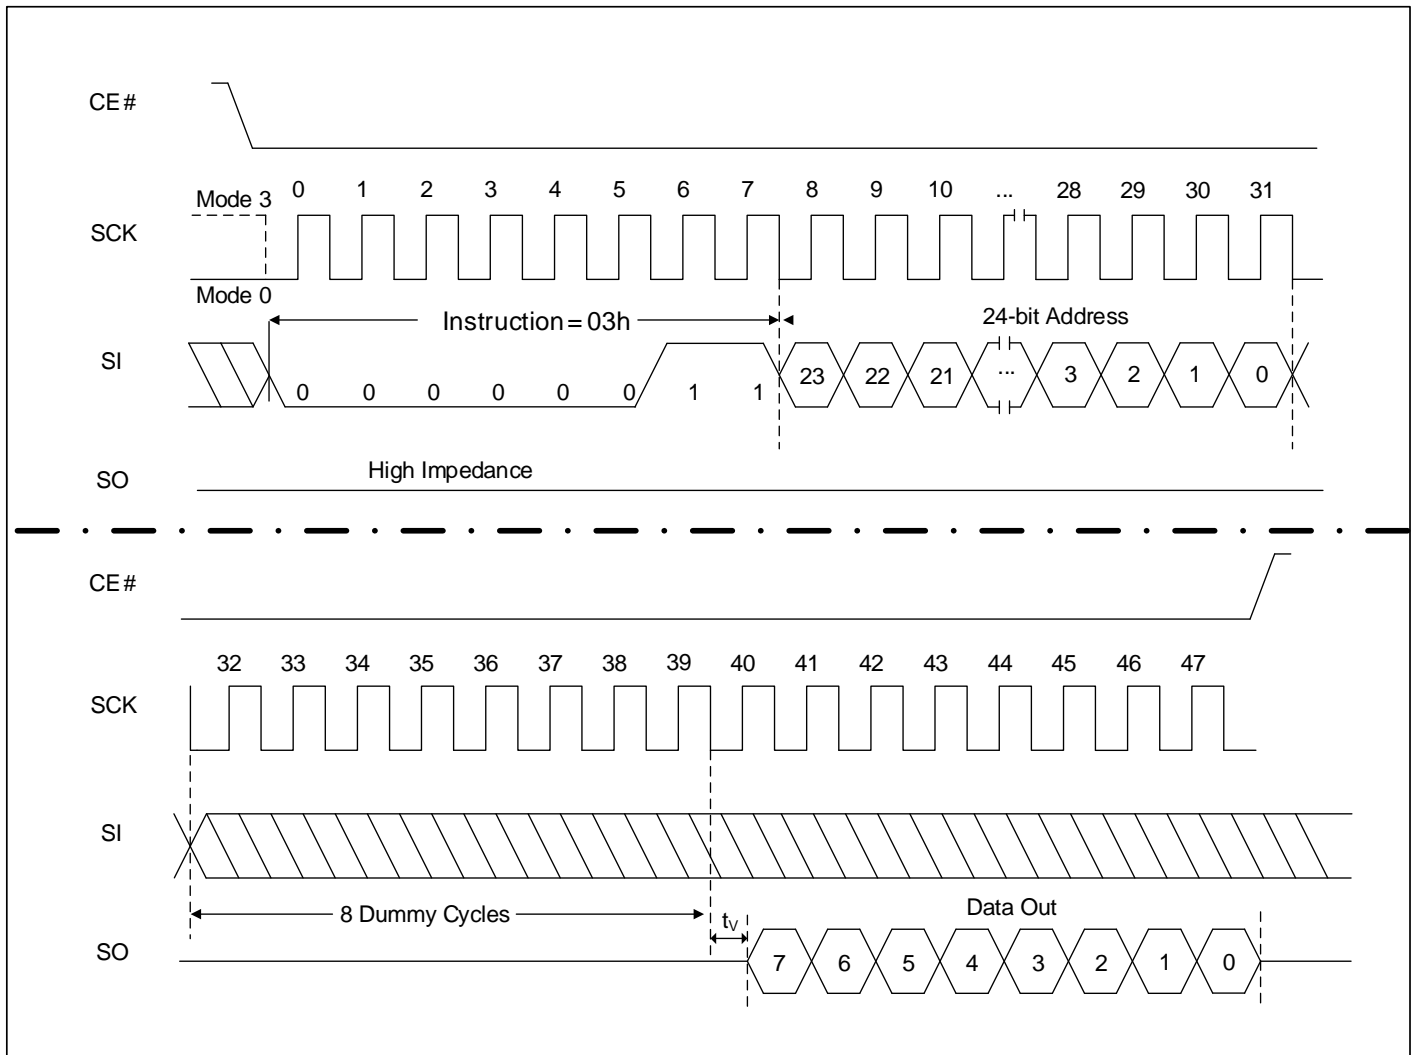 CE#
Mode 3 0 1 2 3 4 5 6 7 8 9 10 ... 28 29 30 31
SCK
Mode 0
Instruction = 03h
24-bit Address
SI
0 0 0 0 0 0 1 1 23 22 21 ... 3 2 1 0
High Impedance
SO
CE#
32 33 34 35 36 37 38 39 40 41 42 43 44 45 46 47
SCK
SI
8 Dummy Cycles
tV
Data Out
SO
7 6 5 4 3 2 1 0